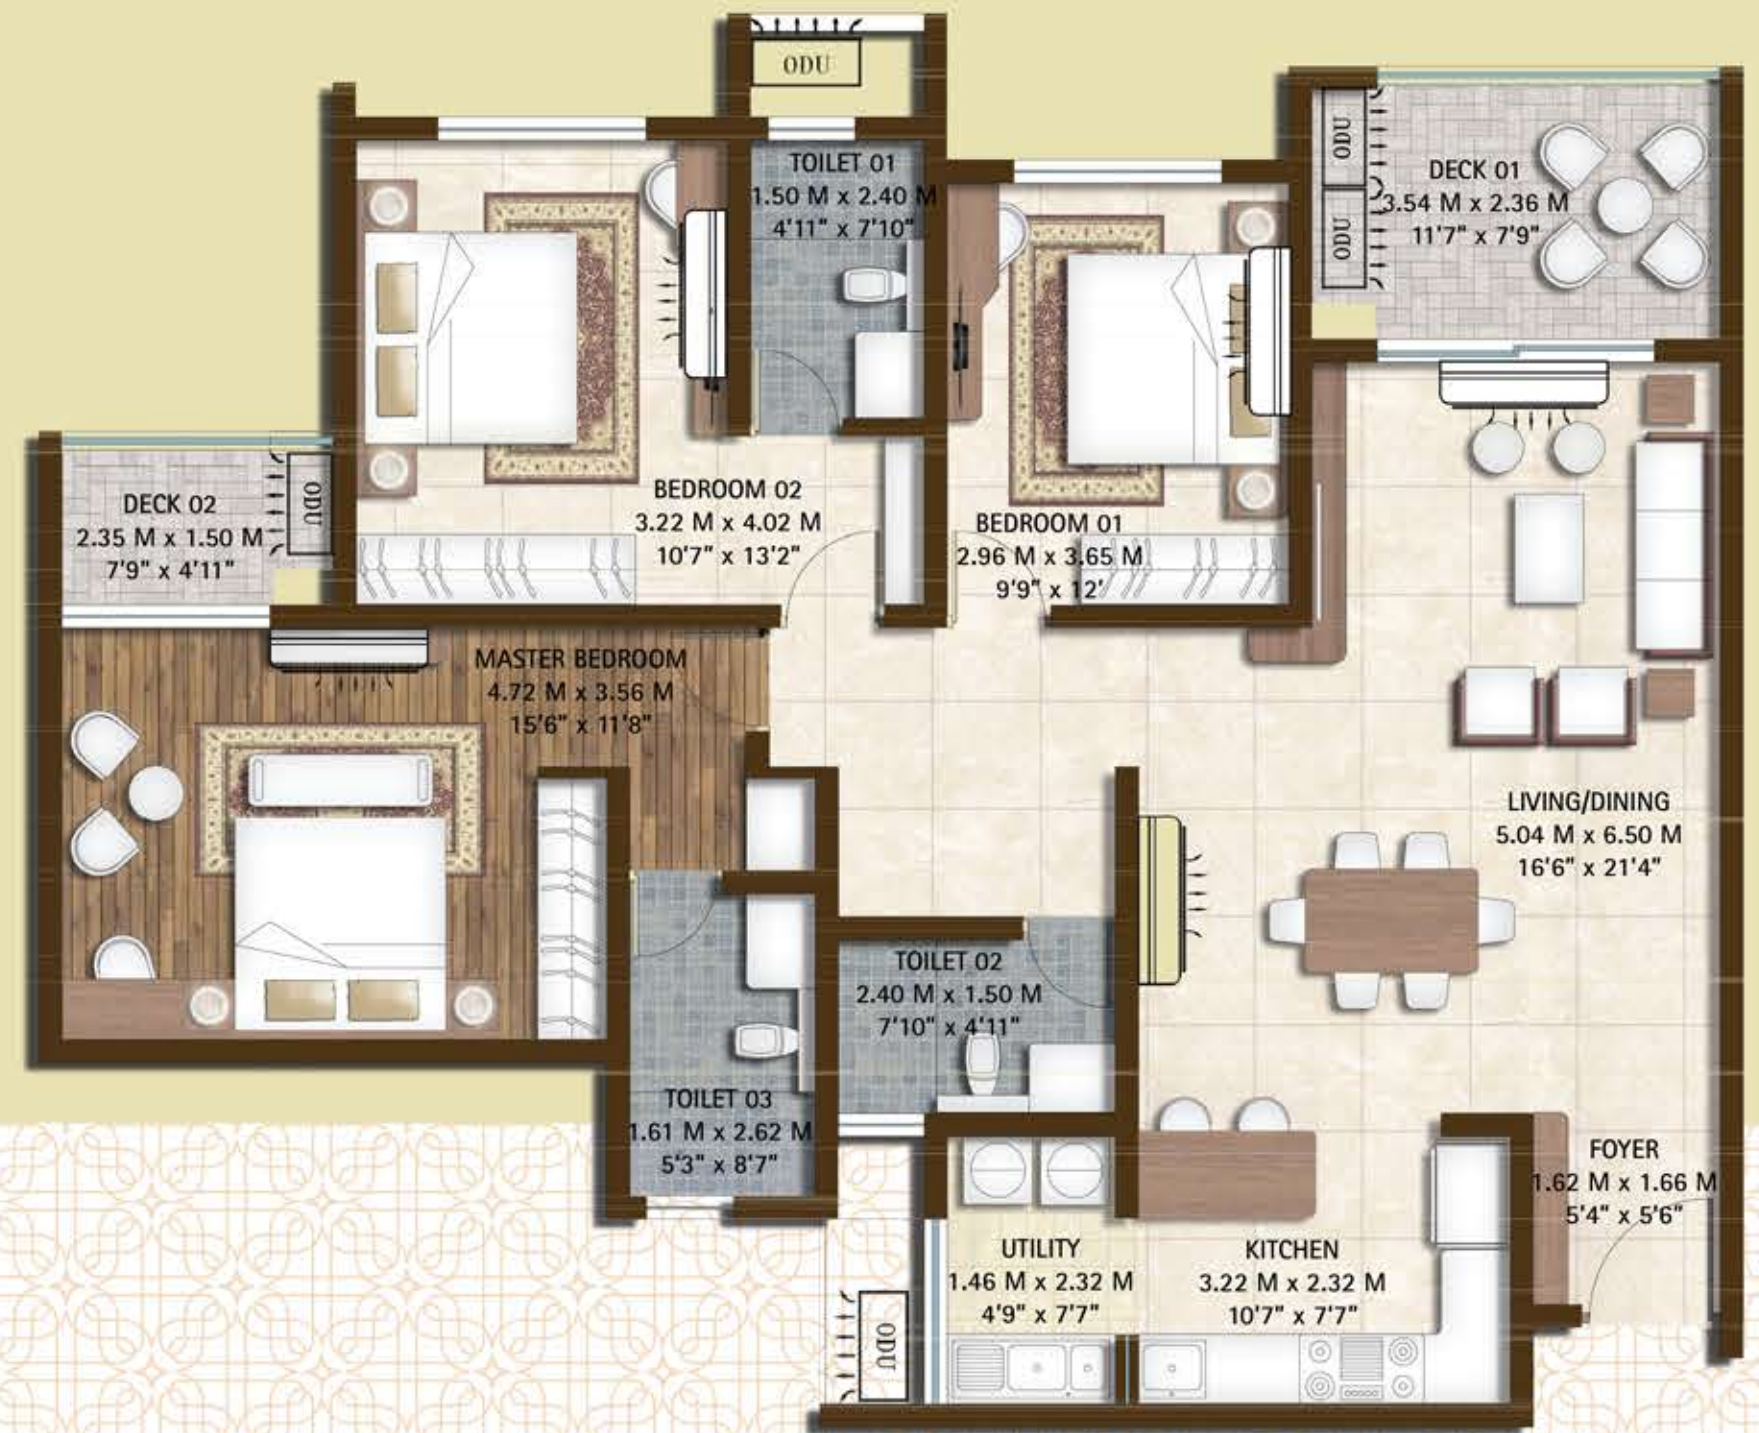 ODU
TOILET 01
1.50 M x 2.40 M
4'11" x 7'10"
ODU
ODU
DECK 01
3.54 M x 2.36 M
11'7" x 7'9"
DECK 02
2.35 M x 1.50 M
7'9" x 4'11"
ODU
BEDROOM 02
3.22 M x 4.02 M
10'7" x 13'2"
BEDROOM 01
2.96 M x 3.65 M
9'9" x 12'
MASTER BEDROOM
4.72 M x 3.56 M
15'6" x 11'8"
LIVING/DINING
5.04 M x 6.50 M
16'6" x 21'4"
TOILET 02
2.40 M x 1.50 M
7'10" x 4'11"
TOILET 03
1.61 M x 2.62 M
5'3" x 8'7"
FOYER
1.62 M x 1.66 M
5'4" x 5'6"
UTILITY
1.46 M x 2.32 M
4'9" x 7'7"
KITCHEN
3.22 M x 2.32 M
10'7" x 7'7"
ODU